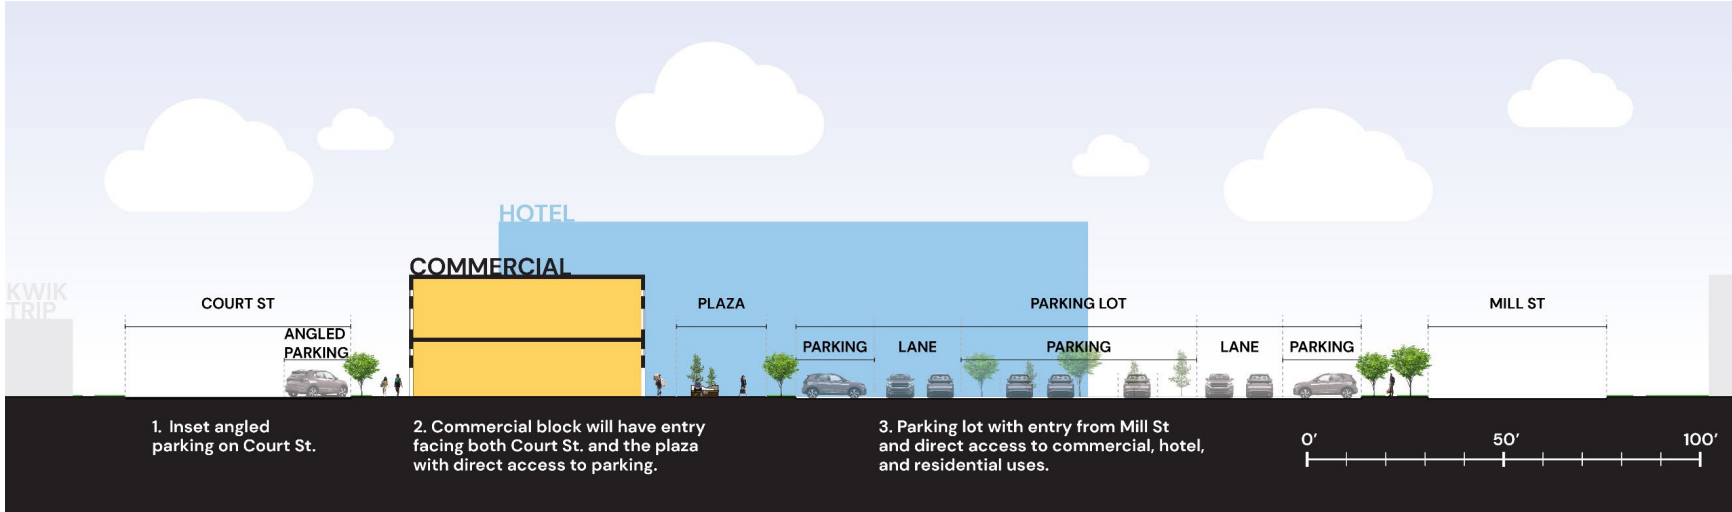 HOTEL
COMMERCIAL
KWIK
TRIP
COURT ST
PLAZA
PARKING LOT
MILL ST
ANGLED
PARKING
PARKING
LANE
PARKING
LANE
PARKING
1. Inset angled
parking on Court St.
2. Commercial block will have entry
facing both Court St. and the plaza
with direct access to parking.
3. Parking lot with entry from Mill St
and direct access to commercial, hotel,
and residential uses.
0’
50’
100’